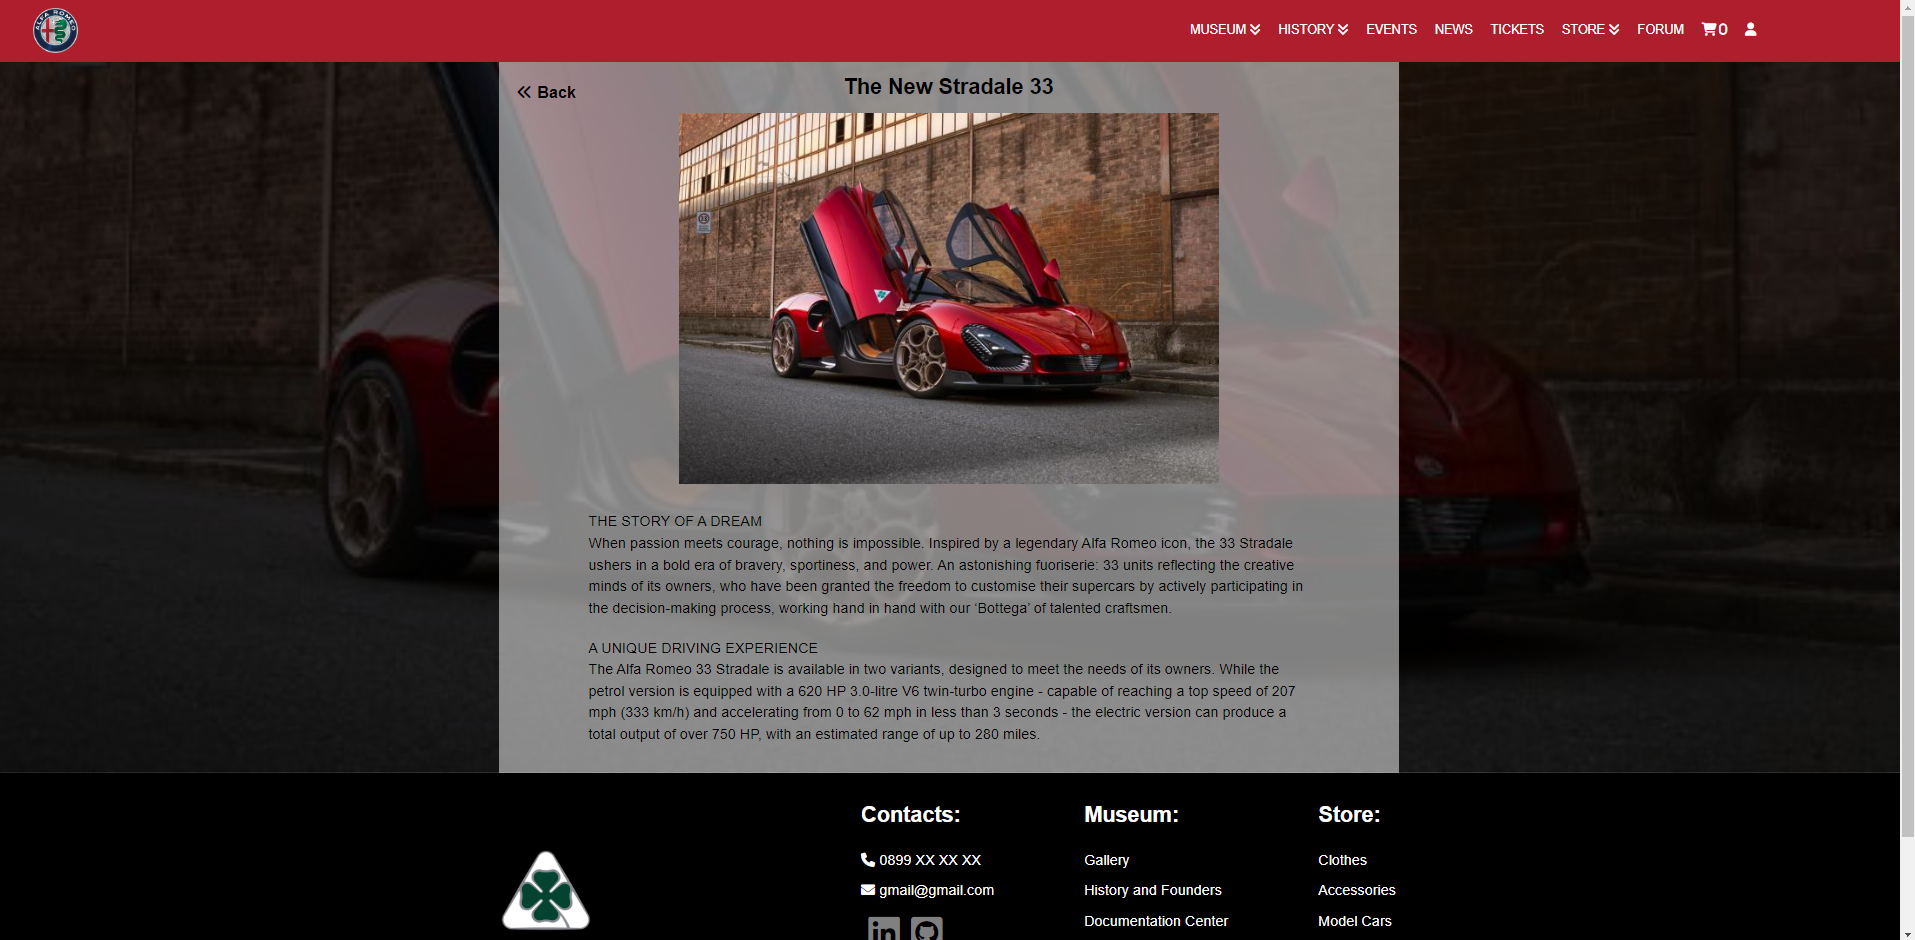 ALFA ROMEO
MUSEUM
HISTORY
EVENTS
NEWS
TICKETS
STORE
FORUM
0
Back
The New Stradale 33
THE STORY OF A DREAM
When passion meets courage, nothing is impossible. Inspired by a legendary Alfa Romeo icon, the 33 Stradale
ushers in a bold era of bravery, sportiness, and power. An astonishing fuoriserie: 33 units reflecting the creative
minds of its owners, who have been granted the freedom to customise their supercars by actively participating in
the decision-making process, working hand in hand with our ‘Bottega’ of talented craftsmen.
A UNIQUE DRIVING EXPERIENCE
The Alfa Romeo 33 Stradale is available in two variants, designed to meet the needs of its owners. While the
petrol version is equipped with a 620 HP 3.0-litre V6 twin-turbo engine - capable of reaching a top speed of 207
mph (333 km/h) and accelerating from 0 to 62 mph in less than 3 seconds - the electric version can produce a
total output of over 750 HP, with an estimated range of up to 280 miles.
Contacts:
0899 XX XX XX
gmail@gmail.com
in
Museum:
Gallery
History and Founders
Documentation Center
Store:
Clothes
Accessories
Model Cars